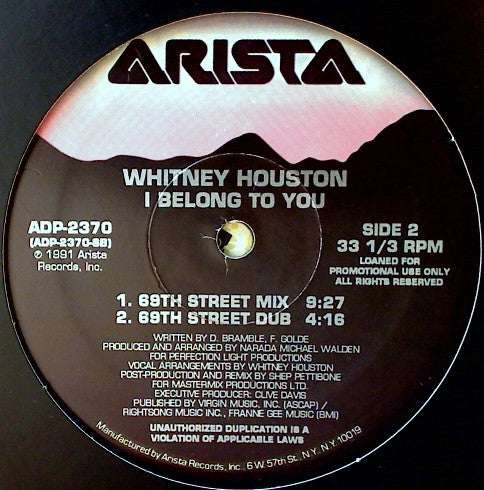 ARISTA
WHITNEY HOUSTON
I BELONG TO YOU
ADP-2370
(ADP-2370-SB)
℗ 1991 Arista
Records, Inc.
SIDE 2
33 1/3 RPM
LOANED FOR
PROMOTIONAL USE ONLY
ALL RIGHTS RESERVED
1. 69TH STREET MIX 9:27
2. 69TH STREET DUB 4:16
WRITTEN BY D. BRAMBLE, F. GOLDE
PRODUCED AND ARRANGED BY NARADA MICHAEL WALDEN
FOR PERFECTION LIGHT PRODUCTIONS
VOCAL ARRANGEMENTS BY WHITNEY HOUSTON
POST-PRODUCTION AND REMIX BY SHEP PETTIBONE
FOR MASTERMIX PRODUCTIONS LTD.
EXECUTIVE PRODUCER: CLIVE DAVIS
PUBLISHED BY VIRGIN MUSIC, INC. (ASCAP) /
RIGHTSONG MUSIC INC., FRANNE GEE MUSIC (BMI)
UNAUTHORIZED DUPLICATION IS A
VIOLATION OF APPLICABLE LAWS
Manufactured by Arista Records, Inc., 6 W. 57th St., N.Y., N.Y. 10019